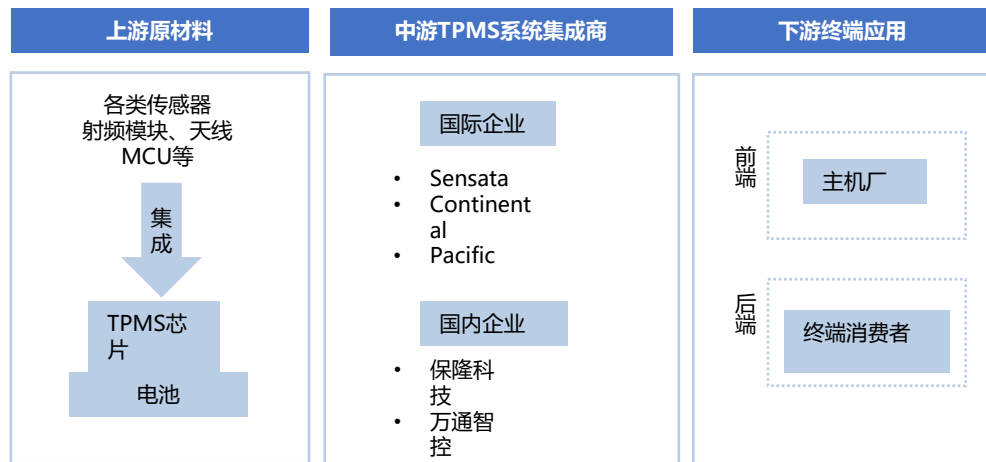 上游原材料
中游TPMS系统集成商
下游终端应用
各类传感器
射频模块、天线
MCU等
集
成
TPMS芯
片
电池
国际企业
• Sensata
• Continent
al
• Pacific
国内企业
• 保隆科
技
• 万通智
控
前
端
主机厂
后
端
终端消费者